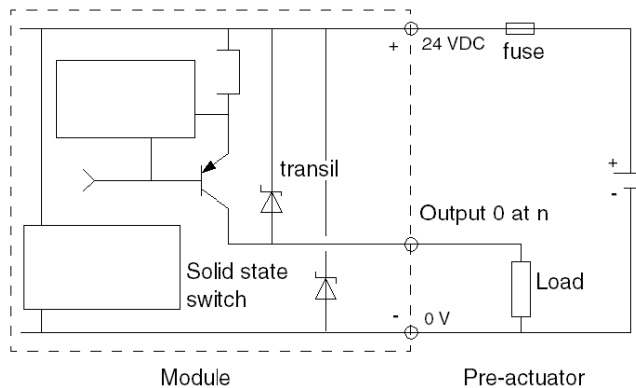 +
24 VDC
fuse
transil
+
-
Output 0 at n
Solid state
switch
Load
-
0 V
Module
Pre-actuator